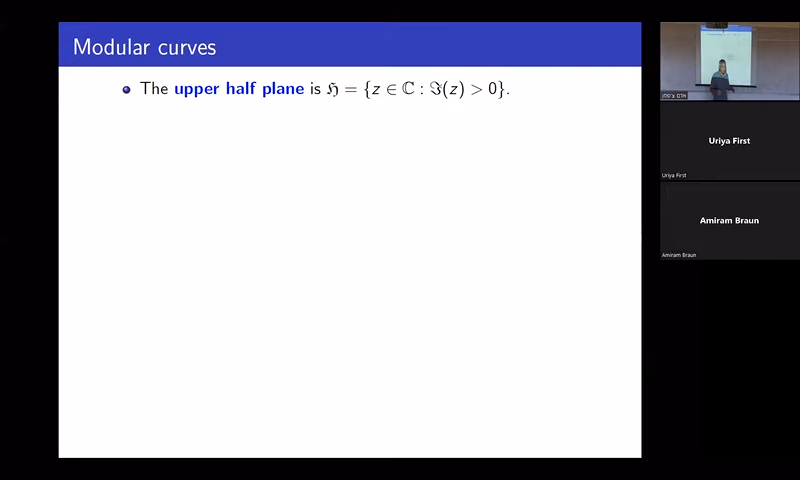 Modular curves
The upper half plane is ℌ = {z ∈ ℂ : ℑ(z) > 0}.
Uriya First
Uriya First
Amiram Braun
Amiram Braun